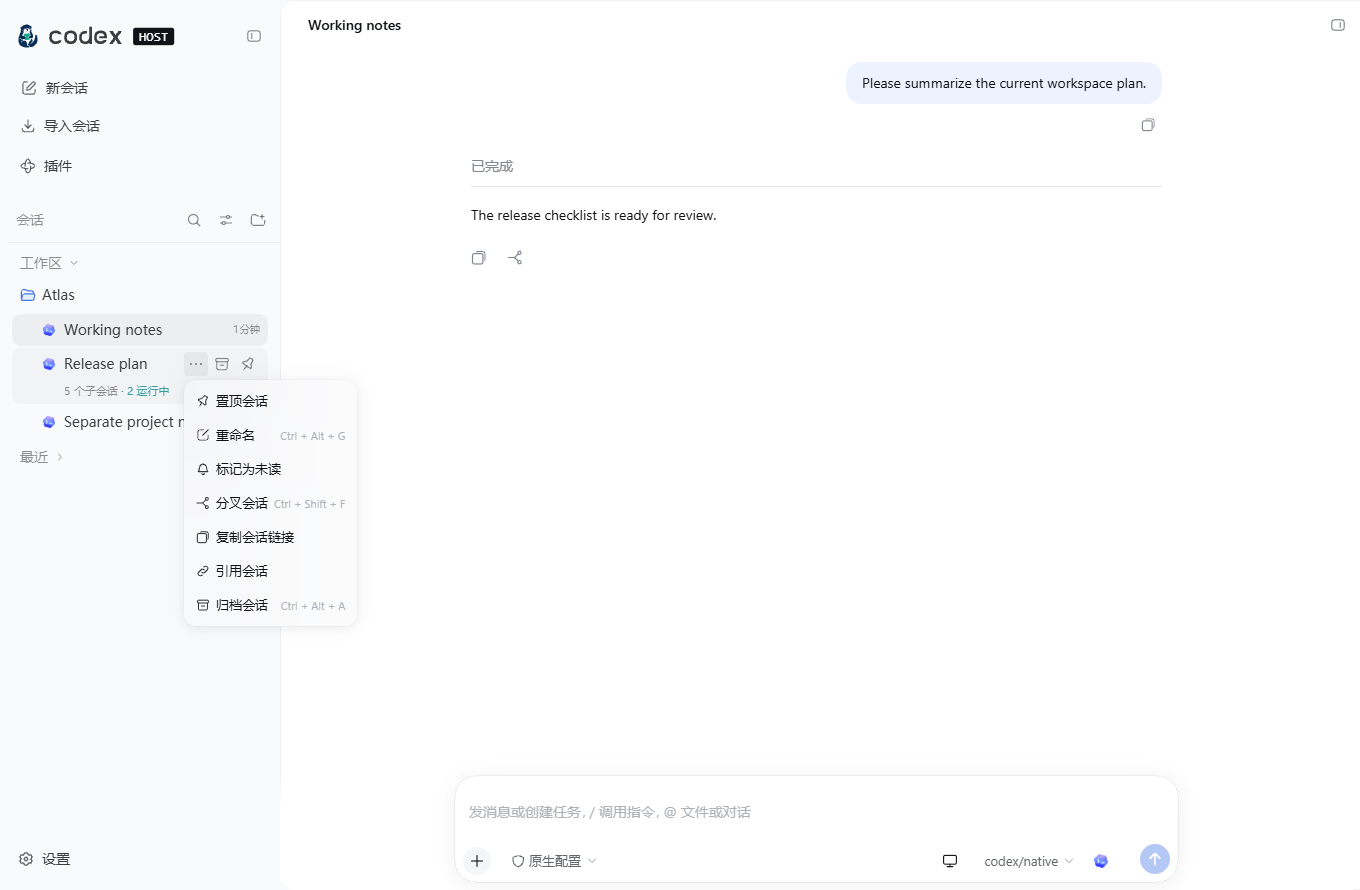 codex HOST
新会话
导入会话
插件
会话
工作区
Atlas
Working notes 1分钟
Release plan
5 个子会话 · 2 运行中
Separate project
最近
置顶会话
重命名 Ctrl + Alt + G
标记为未读
分叉会话 Ctrl + Shift + F
复制会话链接
引用会话
归档会话 Ctrl + Alt + A
设置
Working notes
Please summarize the current workspace plan.
已完成
The release checklist is ready for review.
发消息或创建任务, / 调用指令, @ 文件或对话
原生配置
codex/native